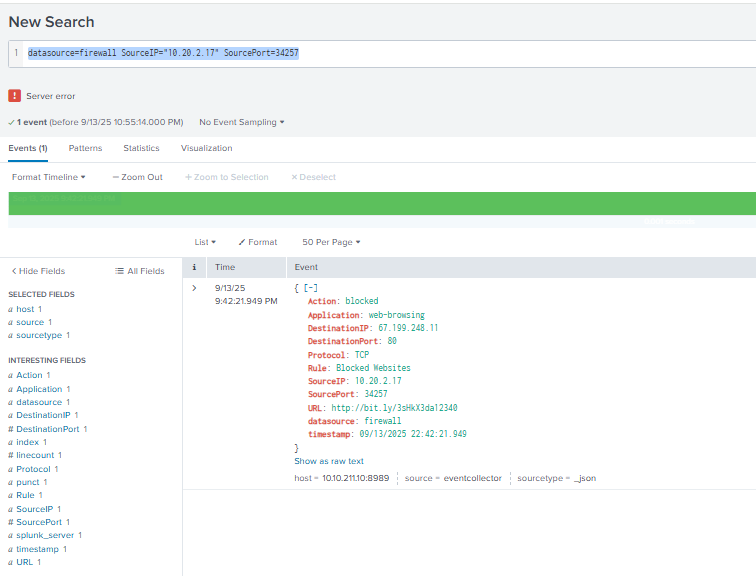 New Search
1 datasource=firewall SourceIP="10.20.2.17" SourcePort=34257
! Server error
✓ 1 event (before 9/13/25 10:55:14.000 PM) No Event Sampling ▾
Events (1) Patterns Statistics Visualization
Format Timeline ▾ — Zoom Out + Zoom to Selection × Deselect
List ▾ Format 50 Per Page ▾
< Hide Fields All Fields
SELECTED FIELDS
a host 1
a source 1
a sourcetype 1
INTERESTING FIELDS
a Action 1
a Application 1
a datasource 1
a DestinationIP 1
# DestinationPort 1
a index 1
# linecount 1
a Protocol 1
a punct 1
a Rule 1
a SourceIP 1
# SourcePort 1
a splunk_server 1
a timestamp 1
a URL 1
i Time Event
> 9/13/25
9:42:21.949 PM
{ [-]
Action: blocked
Application: web-browsing
DestinationIP: 67.199.248.11
DestinationPort: 80
Protocol: TCP
Rule: Blocked Websites
SourceIP: 10.20.2.17
SourcePort: 34257
URL: http://bit.ly/3sHkX3da12340
datasource: firewall
timestamp: 09/13/2025 22:42:21.949
}
Show as raw text
host = 10.10.211.10:8989 source = eventcollector sourcetype = _json